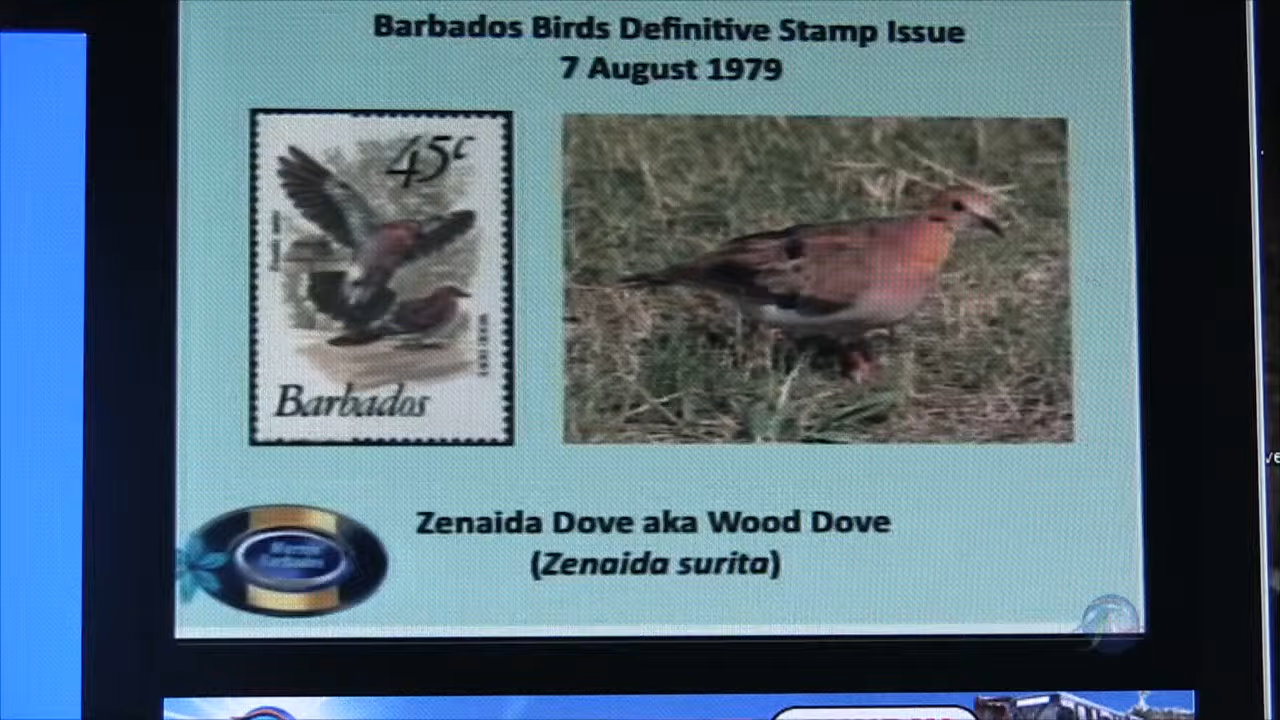 Barbados Birds Definitive Stamp Issue
7 August 1979
45c
Barbados
Zenaida Dove aka Wood Dove
(Zenaida surita)